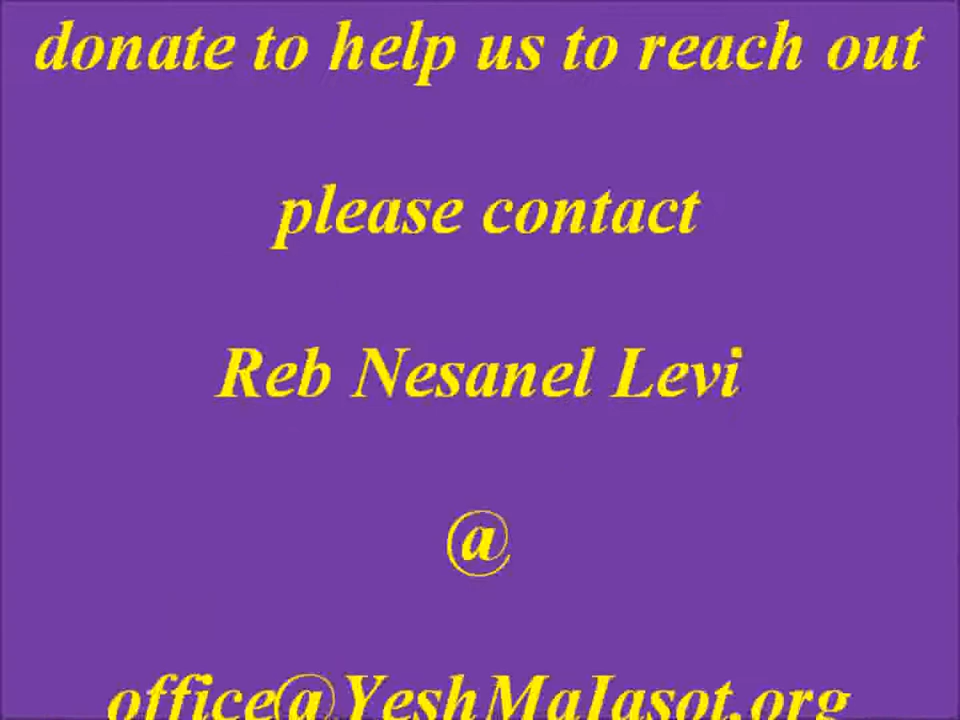 donate to help us to reach out
please contact
Reb Nesanel Levi
@
office@YeshMaIasot.org